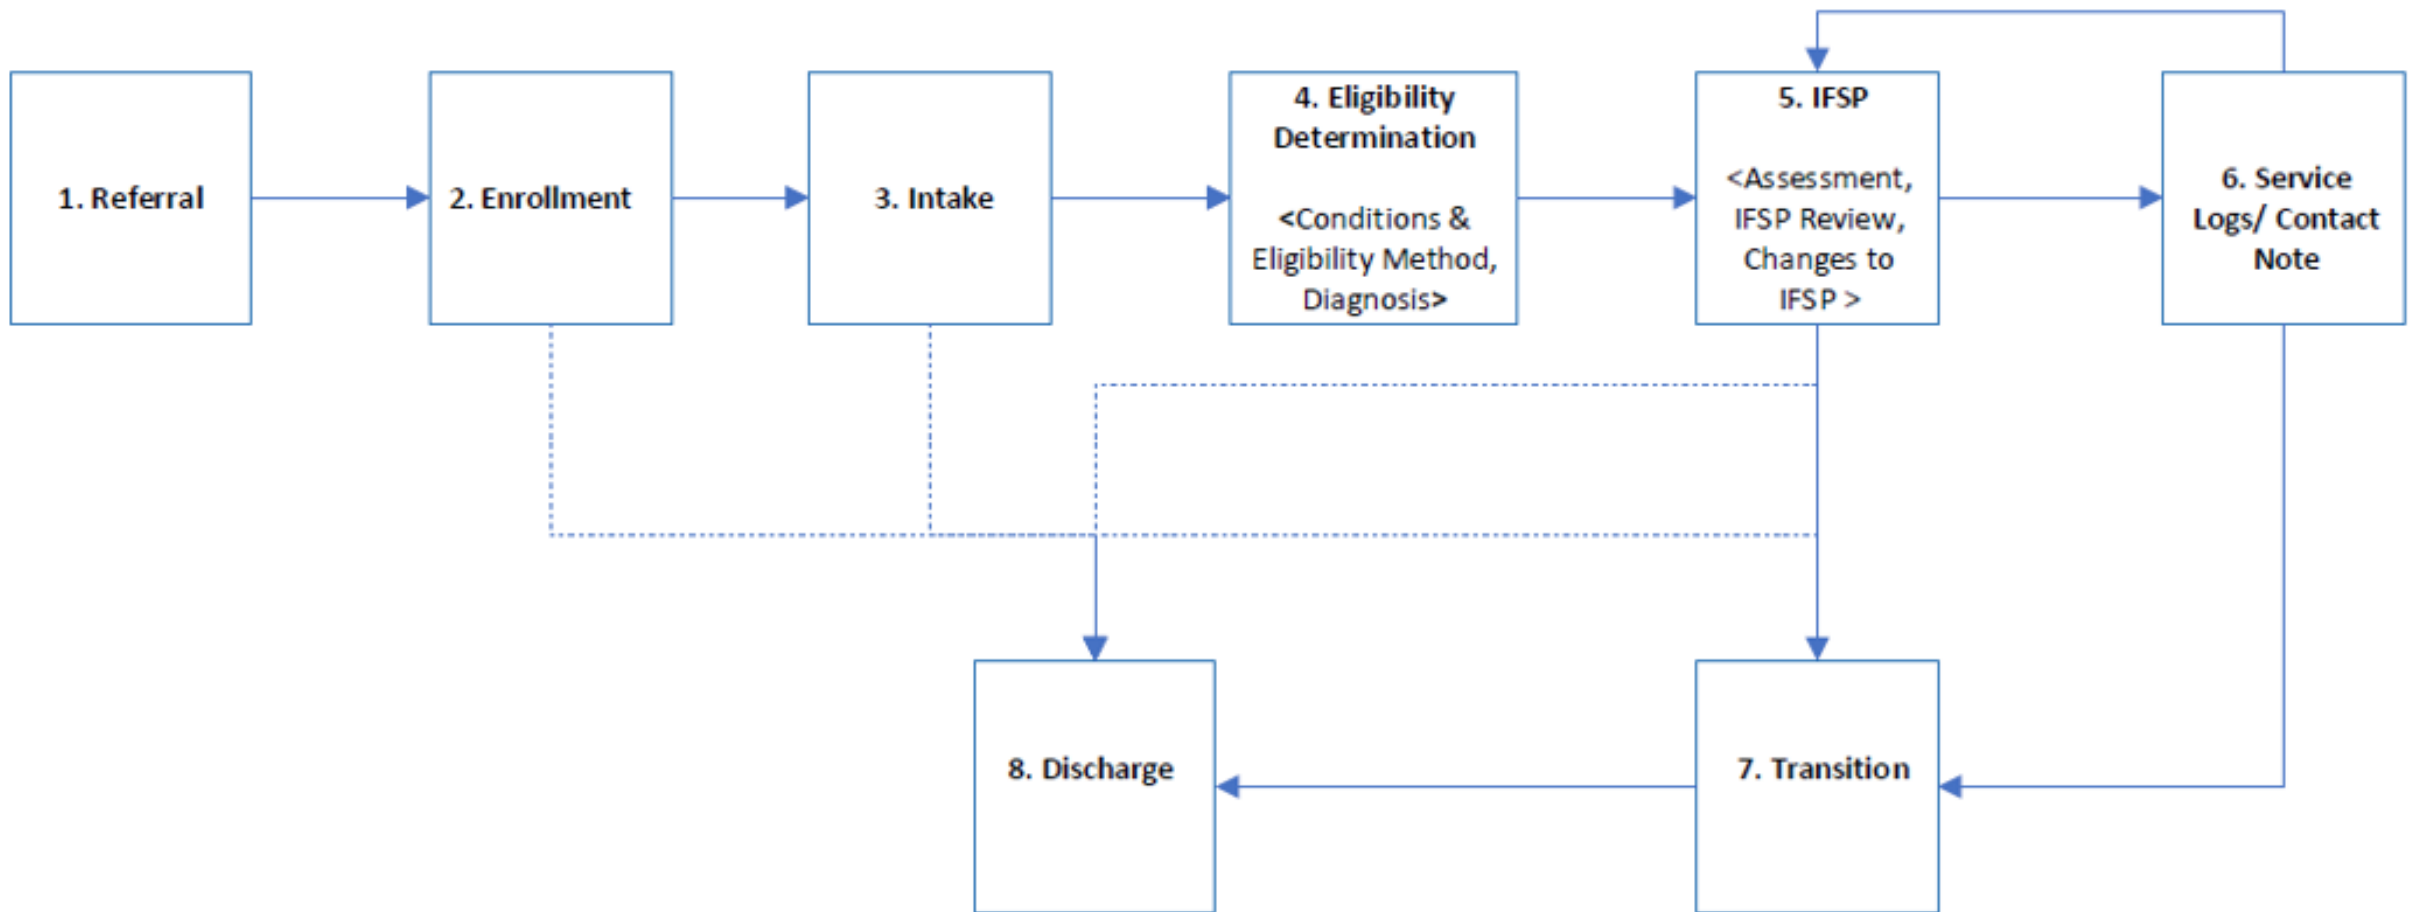 1. Referral
2. Enrollment
3. Intake
4. Eligibility
Determination
<Conditions &
Eligibility Method,
Diagnosis>
5. IFSP
<Assessment,
IFSP Review,
Changes to
IFSP >
6. Service
Logs/ Contact
Note
8. Discharge
7. Transition